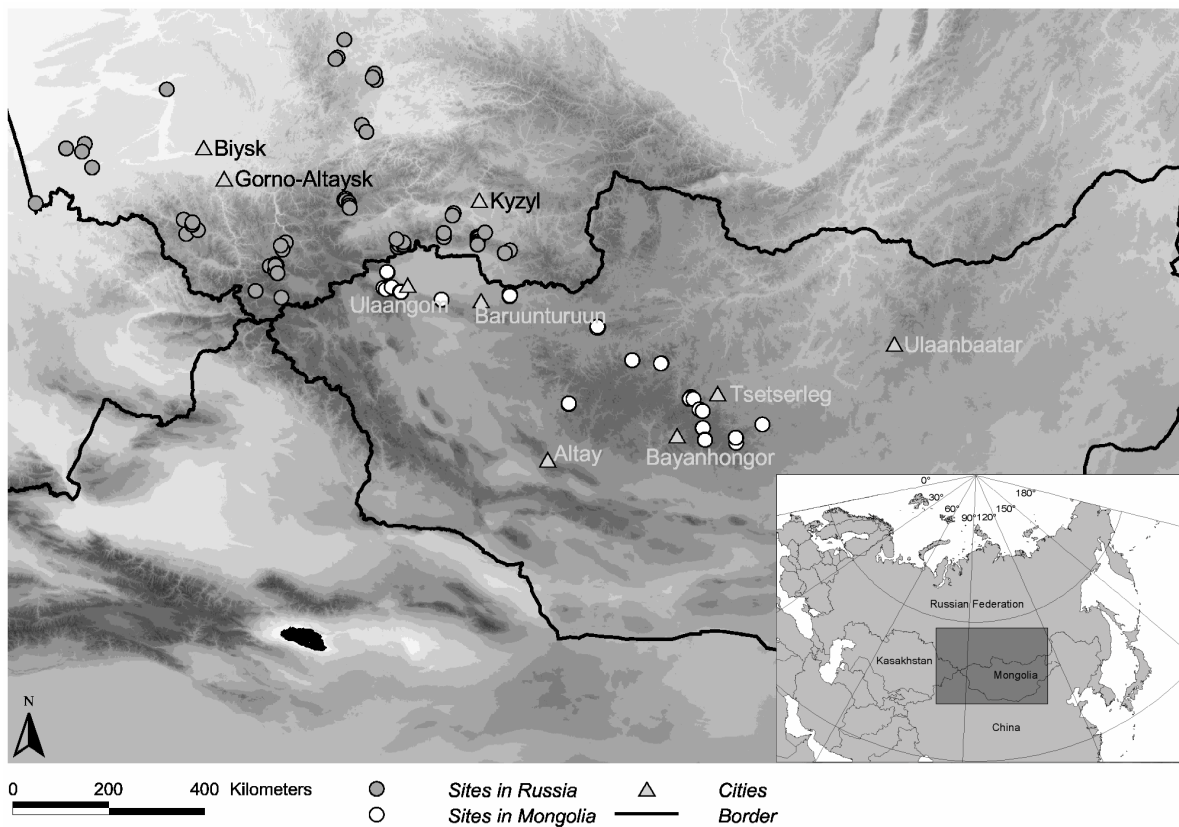 Biysk
Gorno-Altaysk
Kyzyl
Ulaangom
Baruunturuun
Ulaanbaatar
Tsetserleg
Altay
Bayanhongor
0°
30°
60°
90°
120°
150°
180°
Russian Federation
Kasakhstan
Mongolia
China
N
0 200 400 Kilometers
Sites in Russia
Cities
Sites in Mongolia
Border